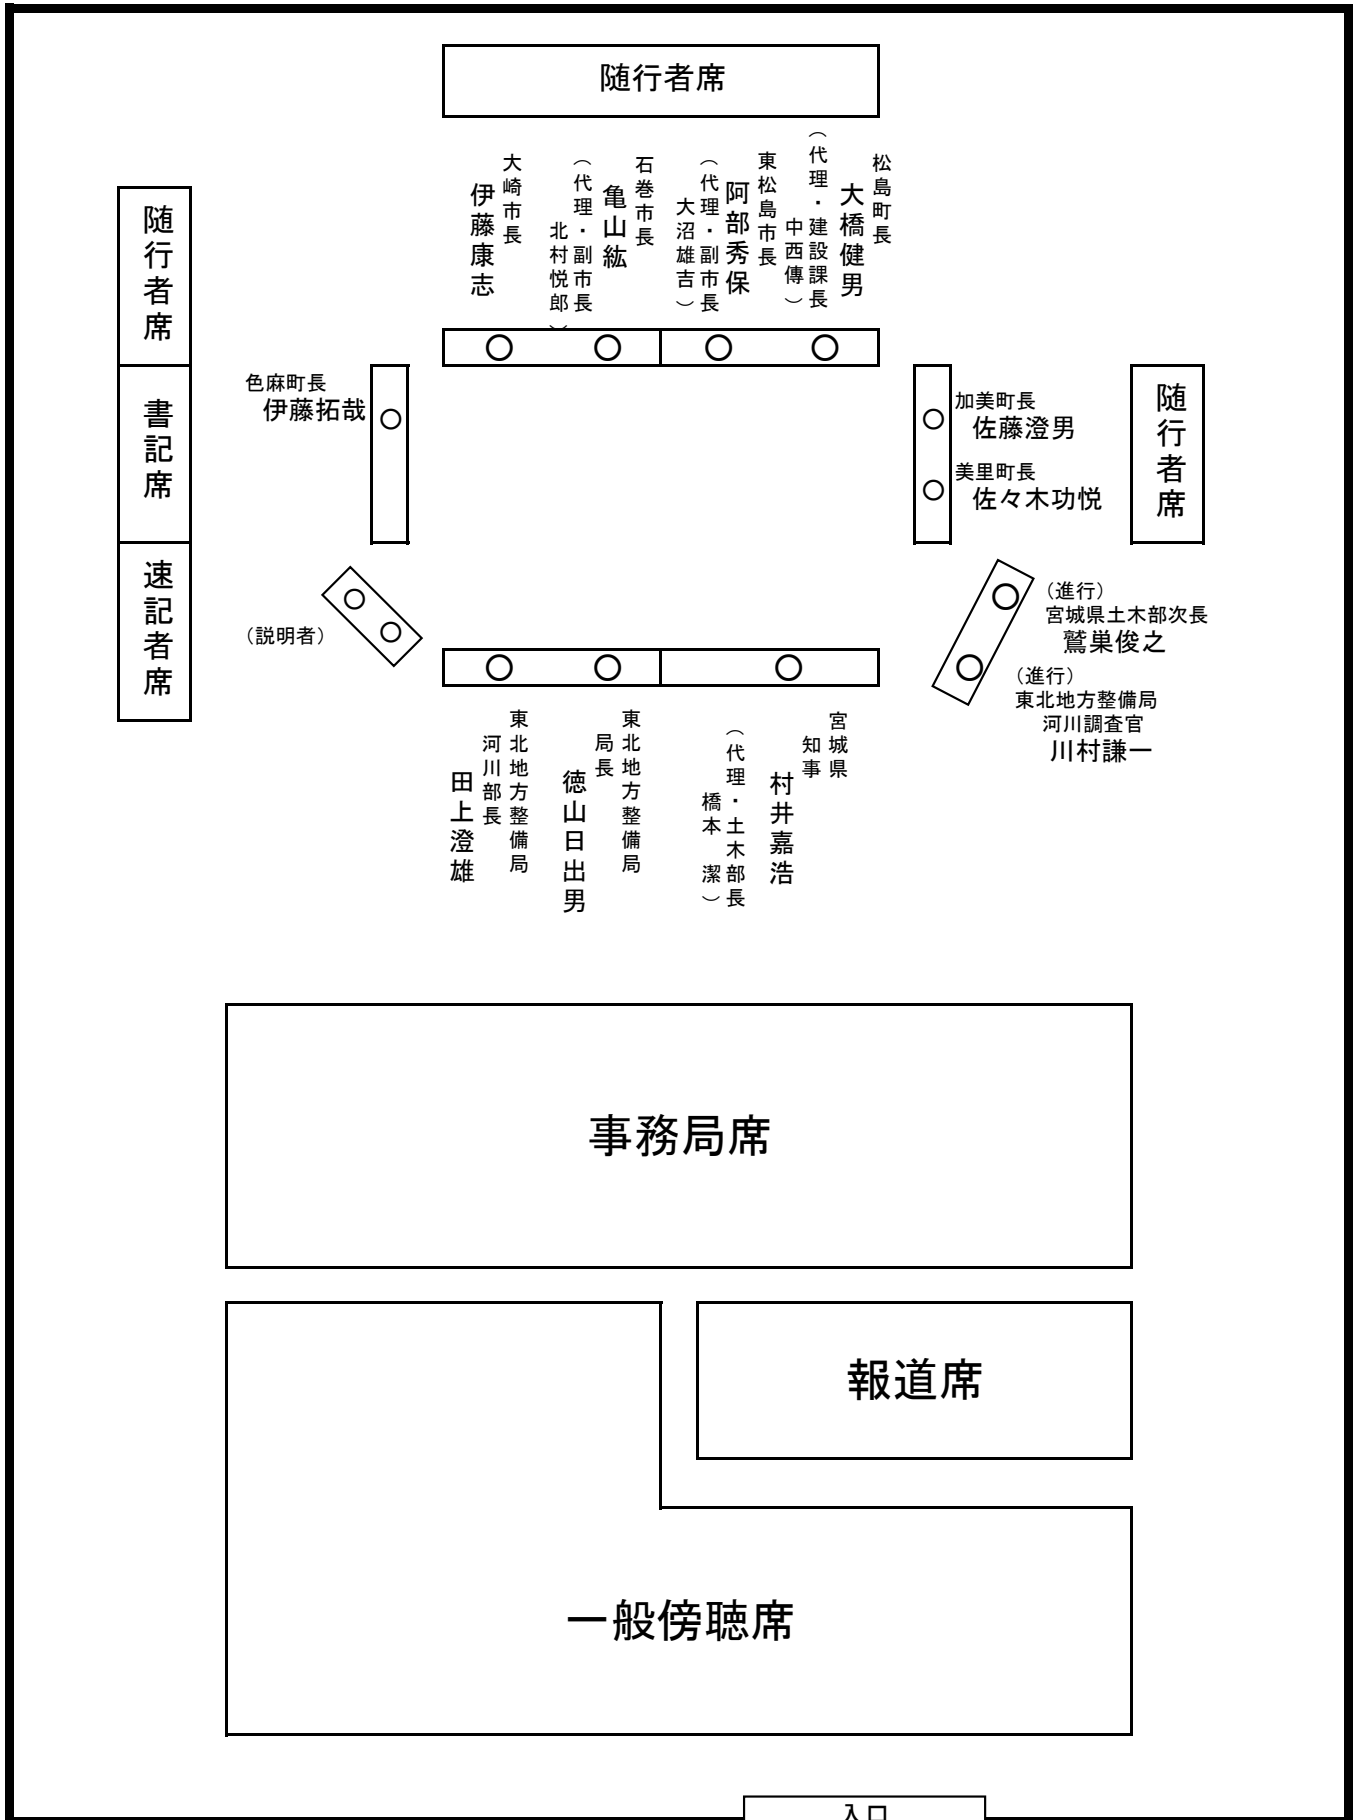 随行者席
松島町長
大橋健男
（代理・建設課長
中西傳）
東松島市長
阿部秀保
（代理・副市長
大沼雄吉）
石巻市長
亀山紘
（代理・副市長
北村悦郎）
大崎市長
伊藤康志
随行者席
書記席
速記者席
色麻町長
伊藤拓哉
（説明者）
加美町長
佐藤澄男
美里町長
佐々木功悦
随行者席
（進行）
宮城県土木部次長
鷲巣俊之
（進行）
東北地方整備局
河川調査官
川村謙一
宮城県
知事
村井嘉浩
（代理・土木部長
橋本　潔）
東北地方整備局
局長
徳山日出男
東北地方整備局
河川部長
田上澄雄
事務局席
報道席
一般傍聴席
入口